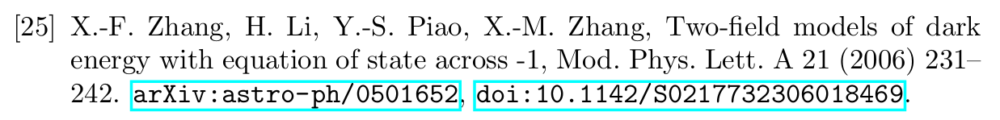 [25] X.-F. Zhang, H. Li, Y.-S. Piao, X.-M. Zhang, Two-field models of dark
energy with equation of state across -1, Mod. Phys. Lett. A 21 (2006) 231–
242. arXiv:astro-ph/0501652, doi:10.1142/S0217732306018469.